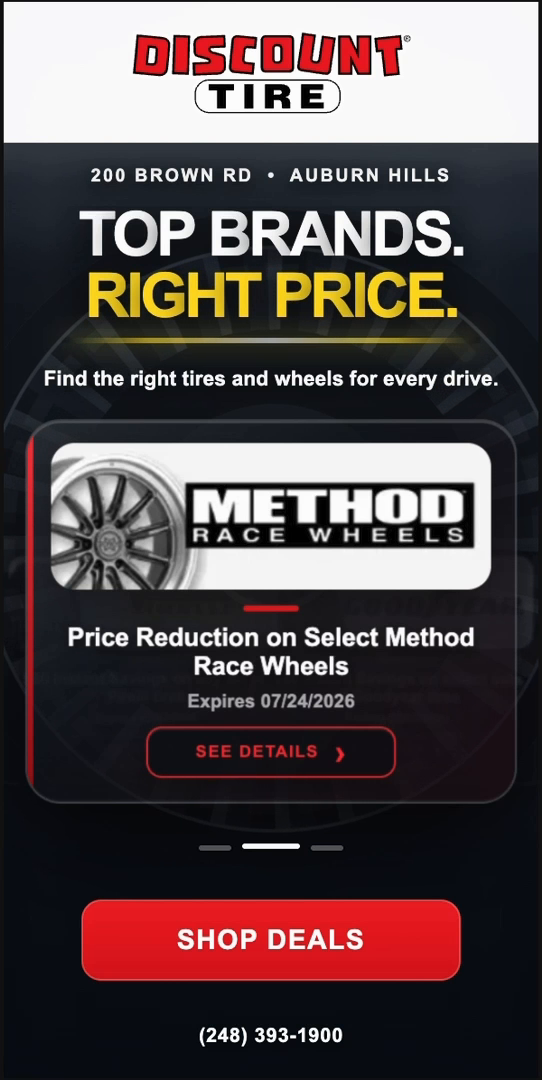 DISCOUNT®
TIRE
200 BROWN RD • AUBURN HILLS
TOP BRANDS.
RIGHT PRICE.
Find the right tires and wheels for every drive.
METHOD
RACE WHEELS
Price Reduction on Select Method
Race Wheels
Expires 07/24/2026
SEE DETAILS ❯
SHOP DEALS
(248) 393-1900